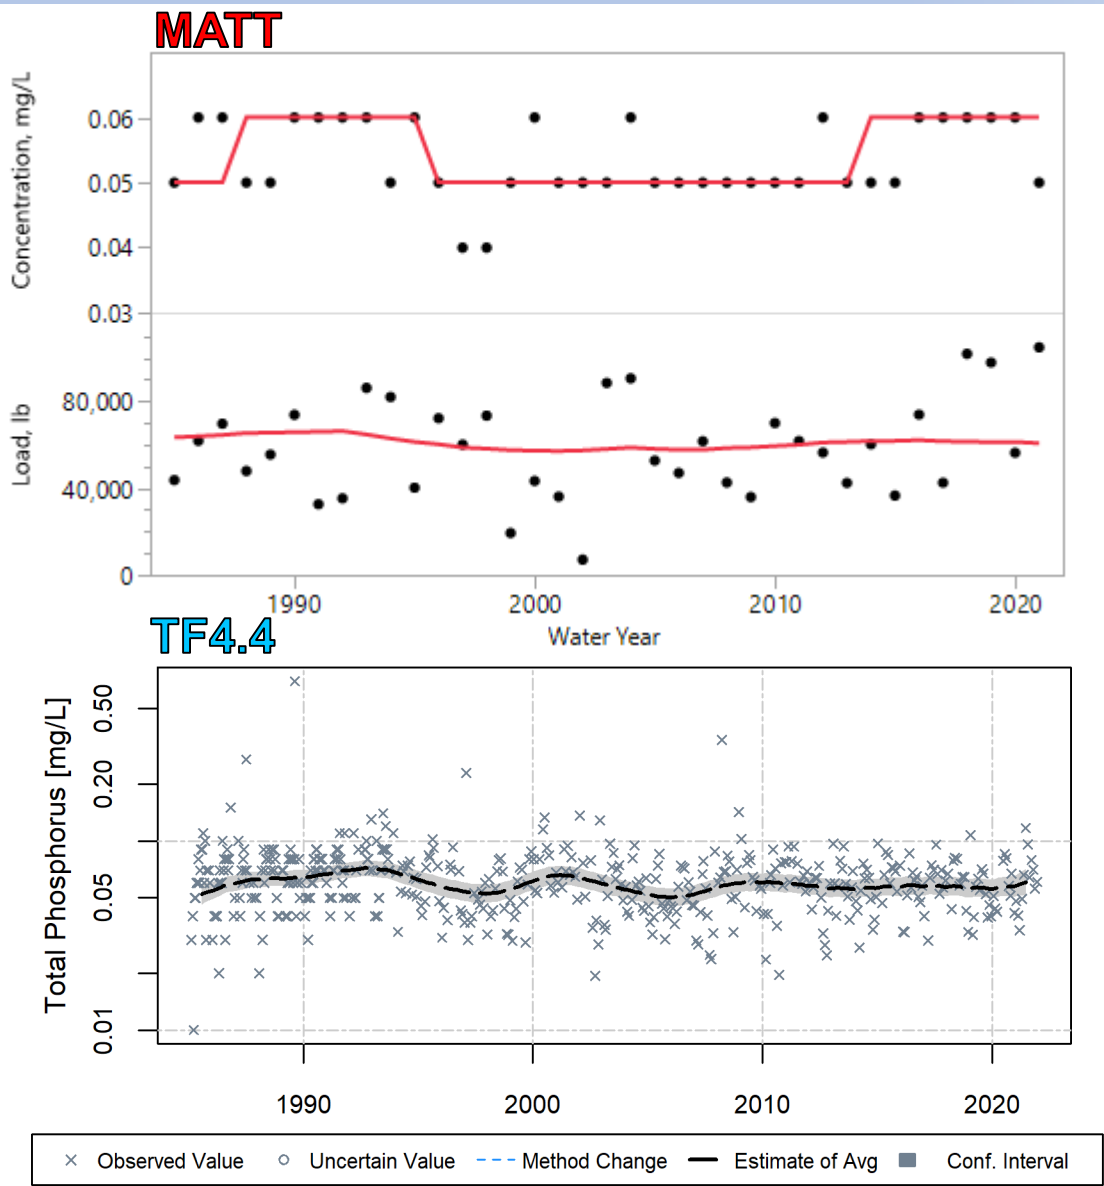 MATT
Concentration, mg/L
0.06
0.05
0.04
0.03
Load, lb
80,000
40,000
0
1990 2000 2010 2020
Water Year
TF4.4
Total Phosphorus [mg/L]
0.50
0.20
0.05
0.01
1990 2000 2010 2020
Observed Value Uncertain Value Method Change Estimate of Avg Conf. Interval